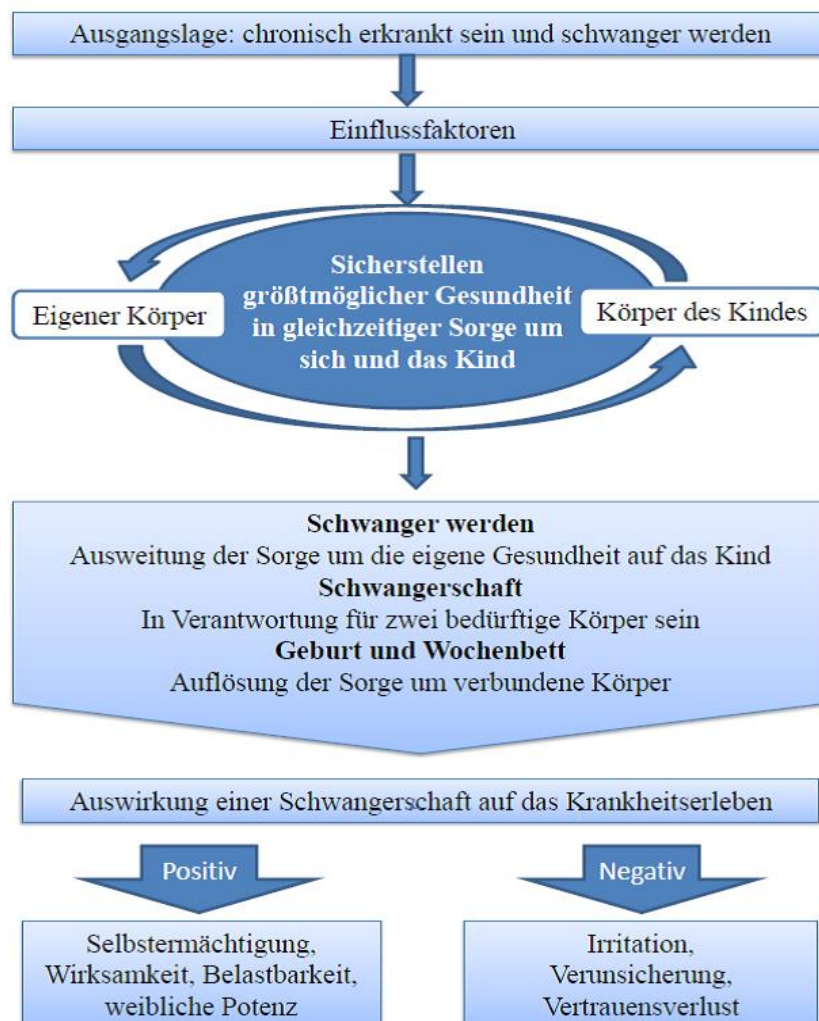 Ausgangslage: chronisch erkrankt sein und schwanger werden
Einflussfaktoren
Sicherstellen
größtmöglicher Gesundheit
in gleichzeitiger Sorge um
sich und das Kind
Eigener Körper
Körper des Kindes
Schwanger werden
Ausweitung der Sorge um die eigene Gesundheit auf das Kind
Schwangerschaft
In Verantwortung für zwei bedürftige Körper sein
Geburt und Wochenbett
Auflösung der Sorge um verbundene Körper
Auswirkung einer Schwangerschaft auf das Krankheitserleben
Positiv
Negativ
Selbstermächtigung,
Wirksamkeit, Belastbarkeit,
weibliche Potenz
Irritation,
Verunsicherung,
Vertrauensverlust